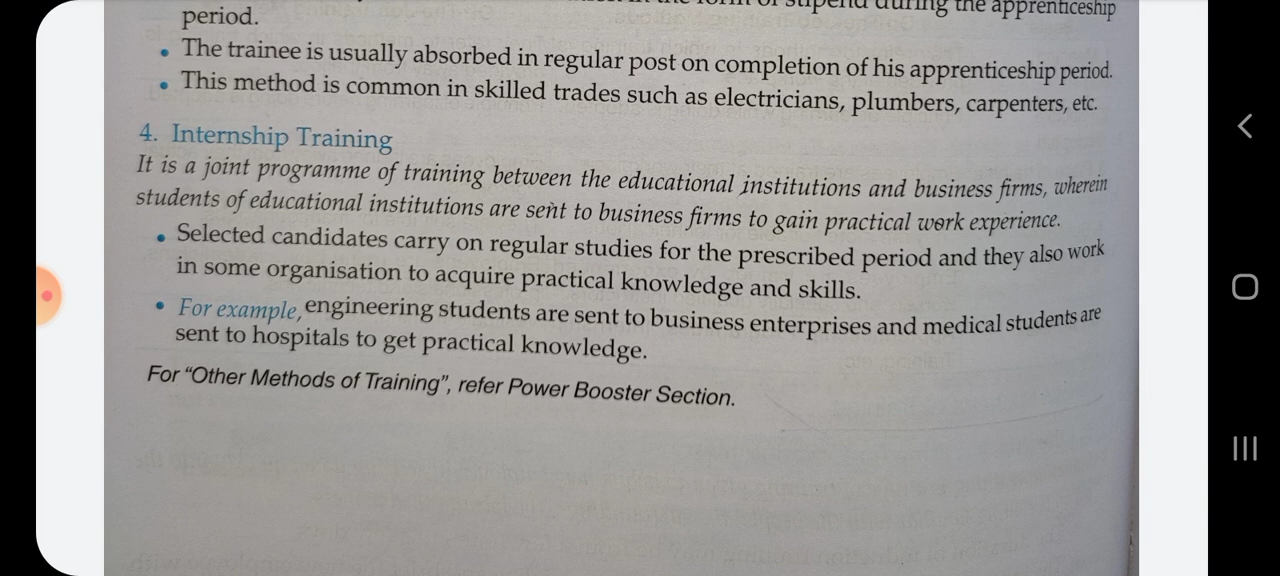 stipend during the apprenticeship
period.
• The trainee is usually absorbed in regular post on completion of his apprenticeship period.
• This method is common in skilled trades such as electricians, plumbers, carpenters, etc.
4. Internship Training
It is a joint programme of training between the educational institutions and business firms, wherein
students of educational institutions are sent to business firms to gain practical work experience.
• Selected candidates carry on regular studies for the prescribed period and they also work
in some organisation to acquire practical knowledge and skills.
• For example, engineering students are sent to business enterprises and medical students are
sent to hospitals to get practical knowledge.
For “Other Methods of Training”, refer Power Booster Section.